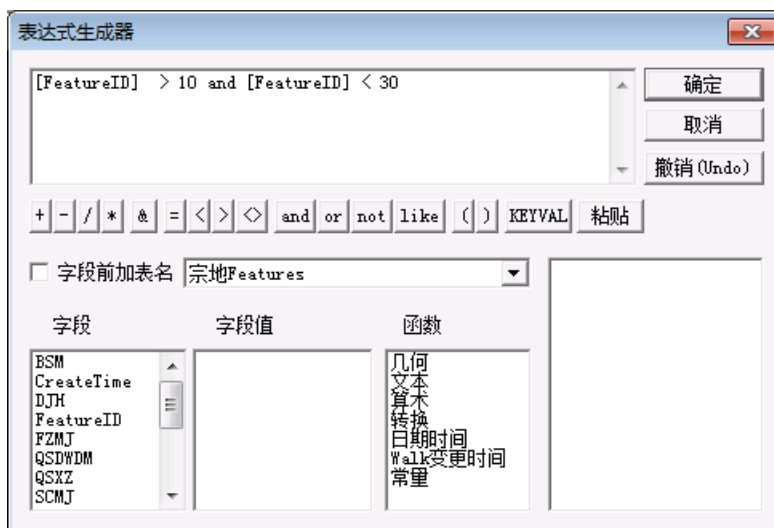 表达式生成器
[FeatureID] > 10 and [FeatureID] < 30
确定
取消
撤销(Undo)
+ - / * & = < > <> and or not like ( ) KEYVAL 粘贴
字段前加表名 宗地Features
字段 字段值 函数
BSM
CreateTime
DJH
FeatureID
FZMJ
QSDWDM
QSXZ
SCMJ
几何
文本
算术
转换
日期时间
Walk变更时间
常量